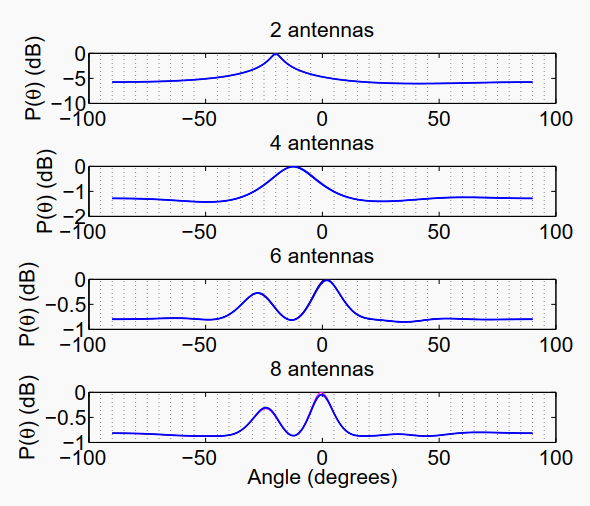 2 antennas
P(θ) (dB)
0
−5
−10
−100 −50 0 50 100
4 antennas
P(θ) (dB)
0
−1
−2
−100 −50 0 50 100
6 antennas
P(θ) (dB)
0
−0.5
−1
−100 −50 0 50 100
8 antennas
P(θ) (dB)
0
−0.5
−1
−100 −50 0 50 100
Angle (degrees)